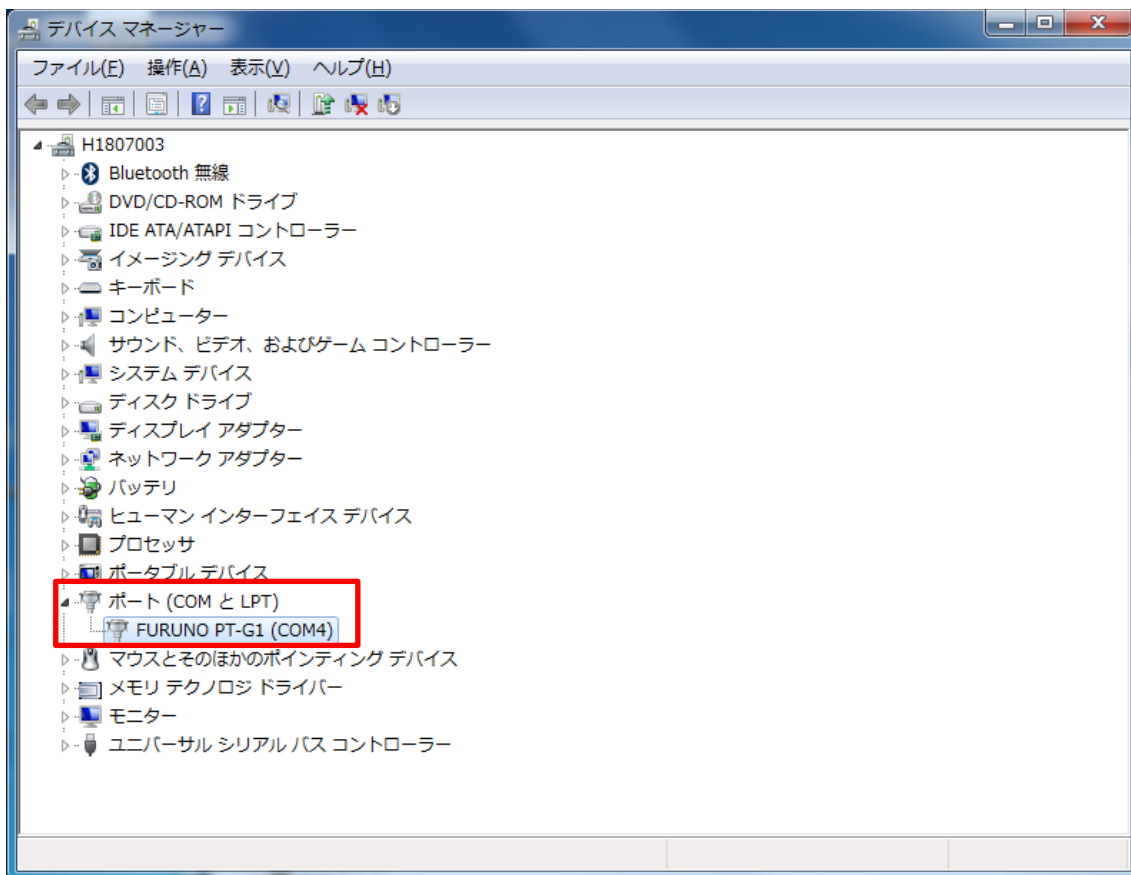 デバイス マネージャー
ファイル(F) 操作(A) 表示(V) ヘルプ(H)
H1807003
Bluetooth 無線
DVD/CD-ROM ドライブ
IDE ATA/ATAPI コントローラー
イメージング デバイス
キーボード
コンピューター
サウンド、ビデオ、およびゲーム コントローラー
システム デバイス
ディスク ドライブ
ディスプレイ アダプター
ネットワーク アダプター
バッテリ
ヒューマン インターフェイス デバイス
プロセッサ
ポータブル デバイス
ポート (COM と LPT)
FURUNO PT-G1 (COM4)
マウスとそのほかのポインティング デバイス
メモリ テクノロジ ドライバー
モニター
ユニバーサル シリアル バス コントローラー